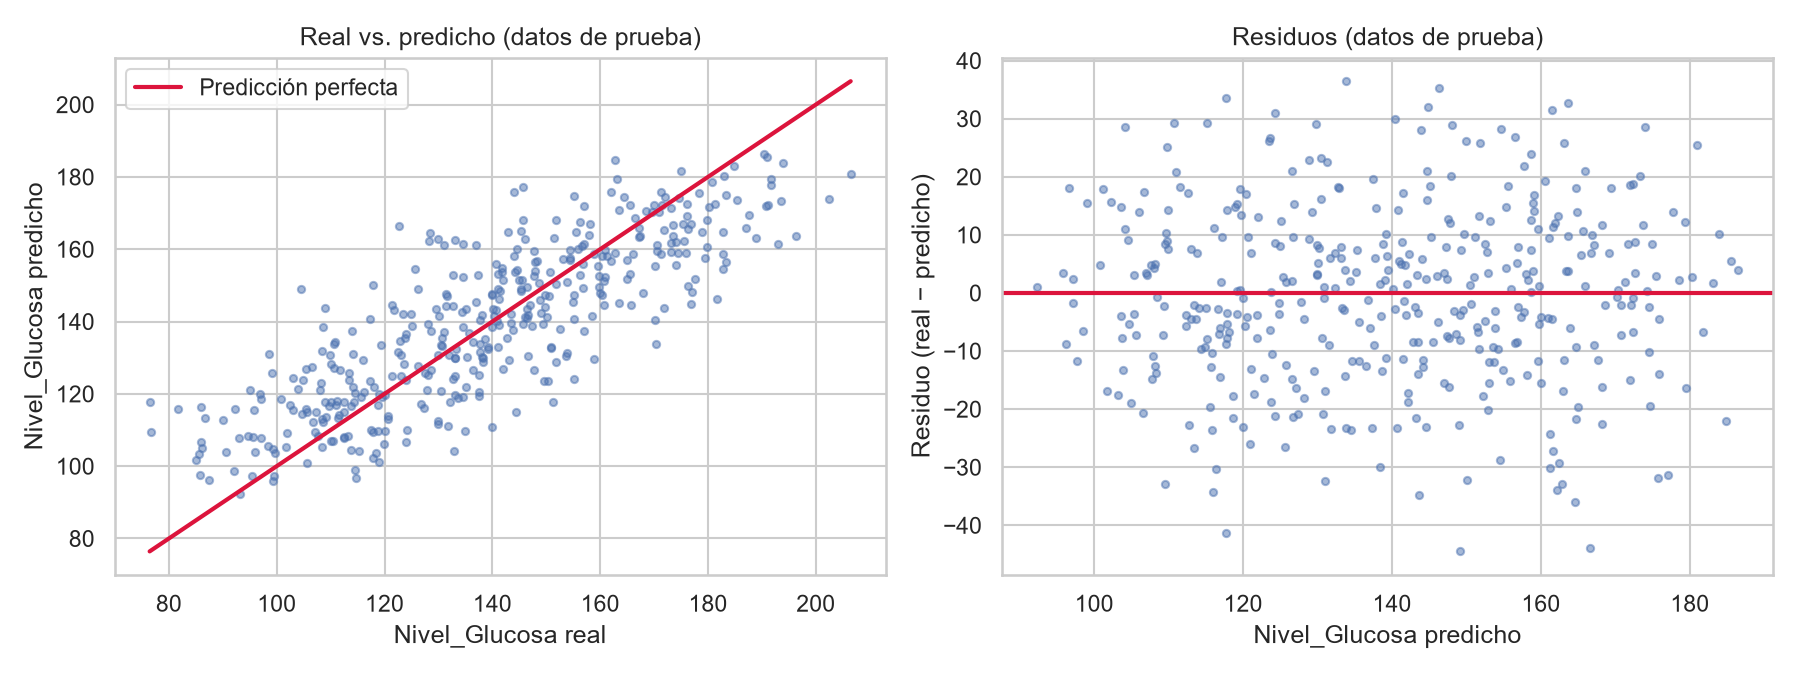 Real vs. predicho (datos de prueba)
Predicción perfecta
Nivel_Glucosa predicho
200
180
160
140
120
100
80
80 100 120 140 160 180 200
Nivel_Glucosa real
Residuos (datos de prueba)
Residuo (real − predicho)
40
30
20
10
0
−10
−20
−30
−40
100 120 140 160 180
Nivel_Glucosa predicho